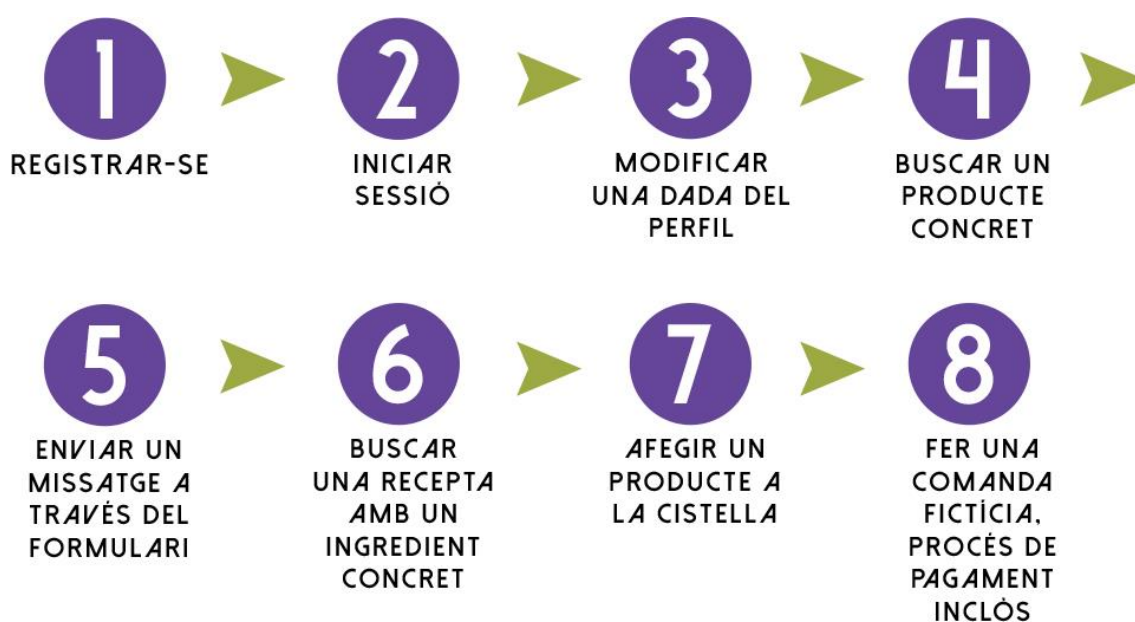 1
REGISTRAR-SE
2
INICIAR
SESSIÓ
3
MODIFICAR
UNA DADA DEL
PERFIL
4
BUSCAR UN
PRODUCTE
CONCRET
5
ENVIAR UN
MISSATGE A
TRAVÉS DEL
FORMULARI
6
BUSCAR
UNA RECEPTA
AMB UN
INGREDIENT
CONCRET
7
AFEGIR UN
PRODUCTE A
LA CISTELLA
8
FER UNA
COMANDA
FICTÍCIA,
PROCÉS DE
PAGAMENT
INCLÒS